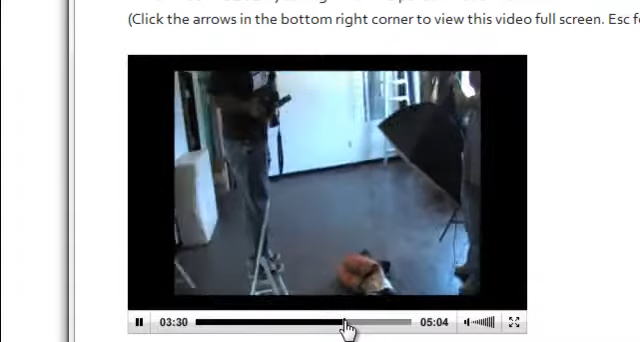 (Click the arrows in the bottom right corner to view this video full screen. Esc f
03:30
05:04